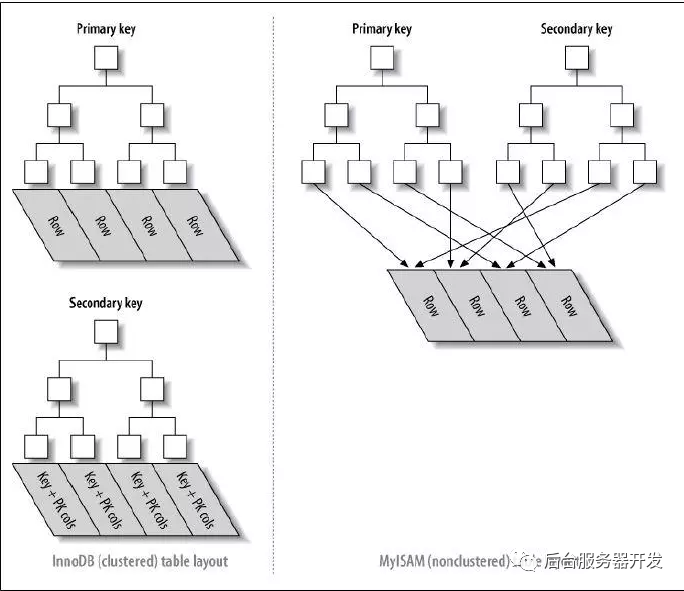 Primary key
Row
Row
Row
Row
Secondary key
Key + PK cols
Key + PK cols
Key + PK cols
Key + PK cols
InnoDB (clustered) table layout
Primary key
Secondary key
Row
Row
Row
Row
MyISAM (nonclustered)
后台服务器开发